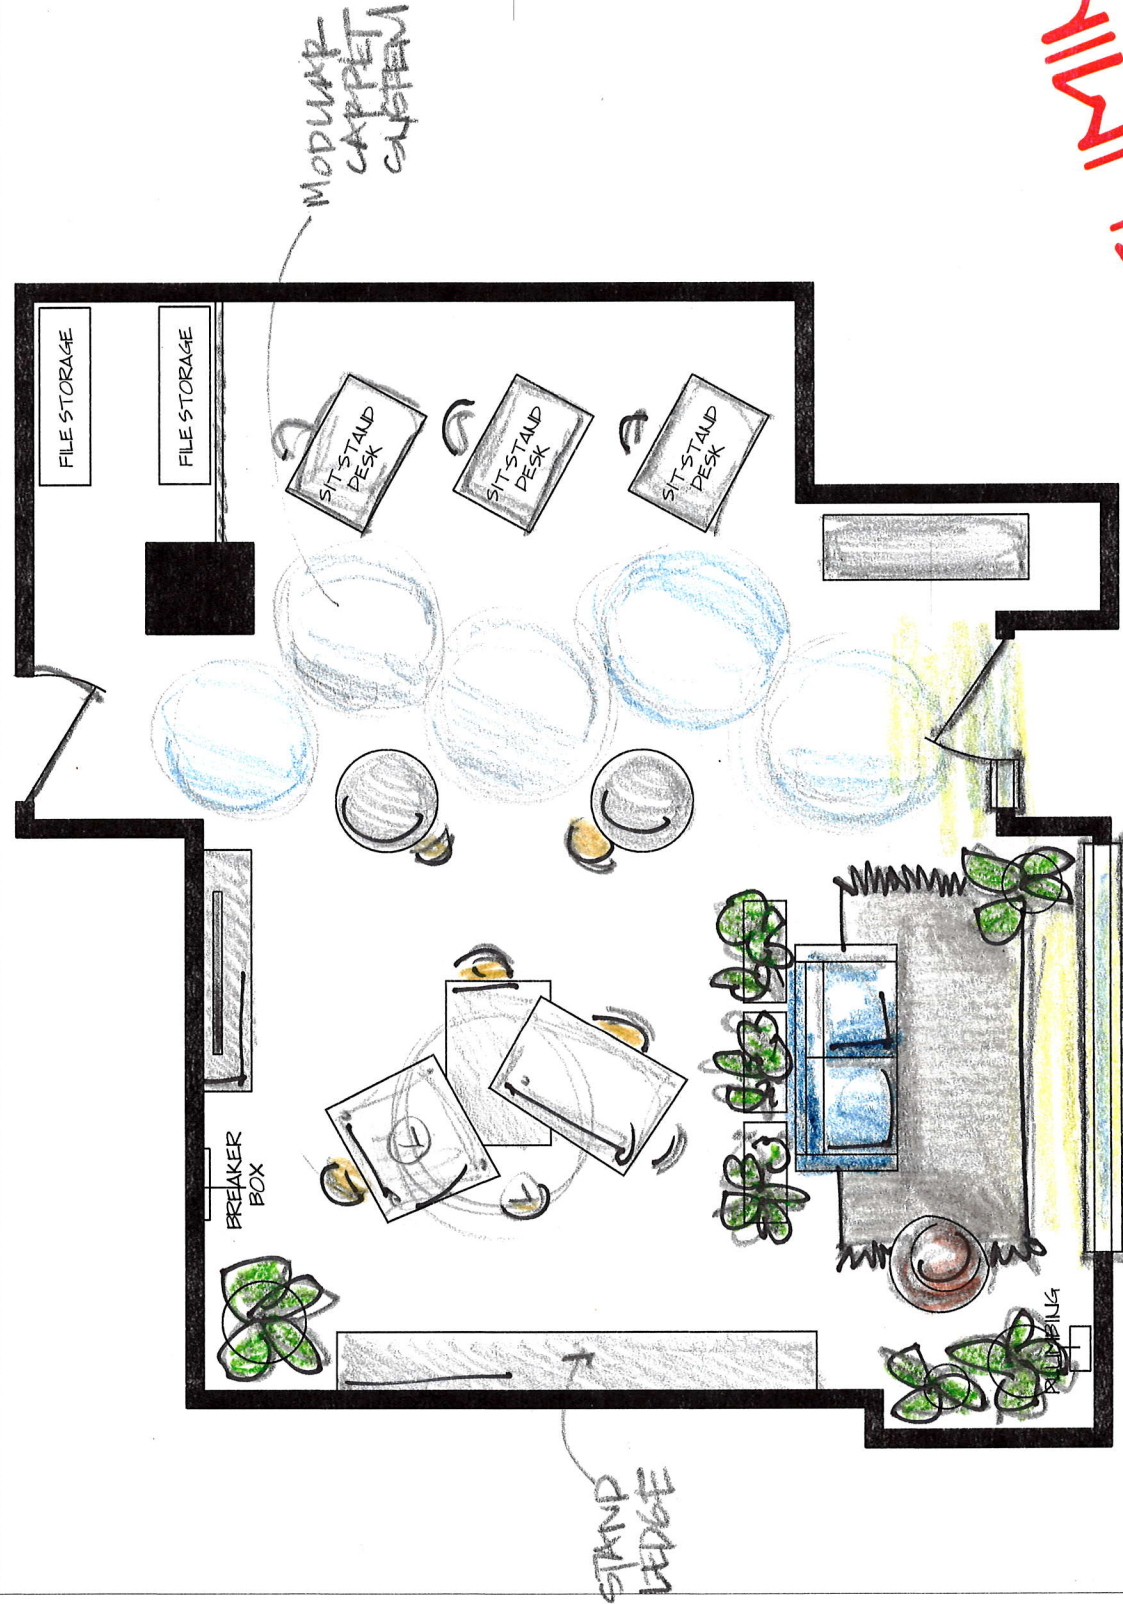 MODULAR
CARPET
SYSTEM
FILE STORAGE
FILE STORAGE
SIT-STAND
DESK
SIT-STAND
DESK
SIT-STAND
DESK
BREAKER
BOX
PLUMBING
STAND
LEDGE